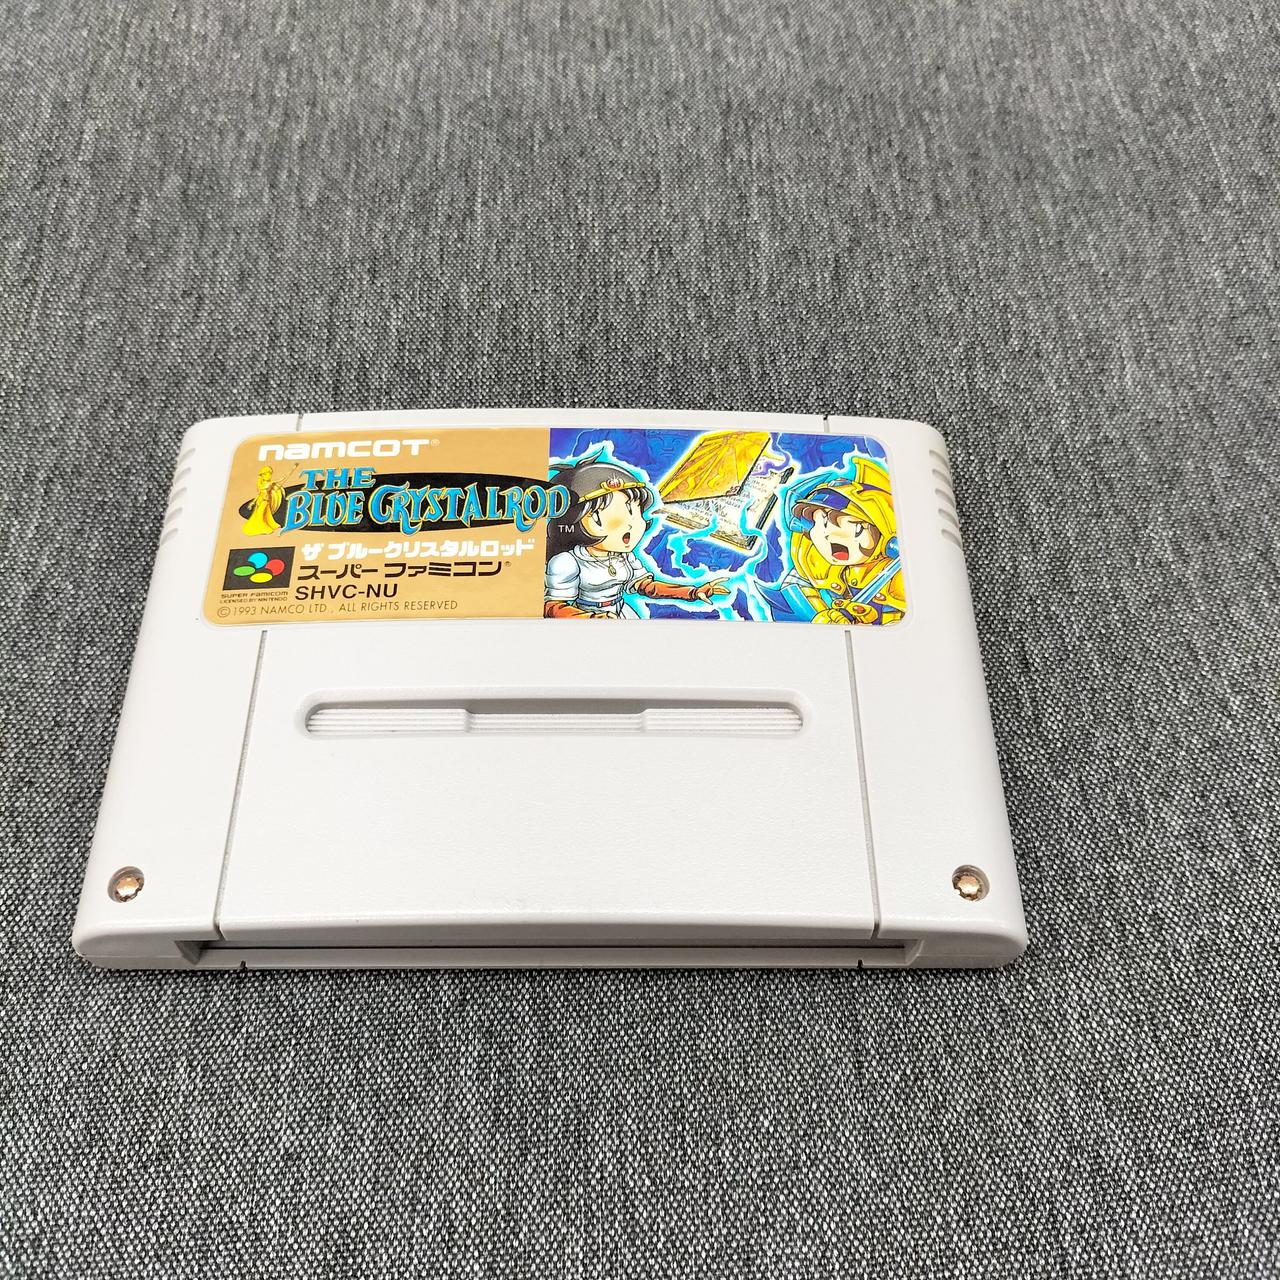 namcoT®
THE
BLUE CRYSTALROD
TM
ザ ブルークリスタルロッド
スーパー ファミコン®
SUPER FAMICOM
LICENSED BY NINTENDO
SHVC-NU
©1993 NAMCO LTD., ALL RIGHTS RESERVED